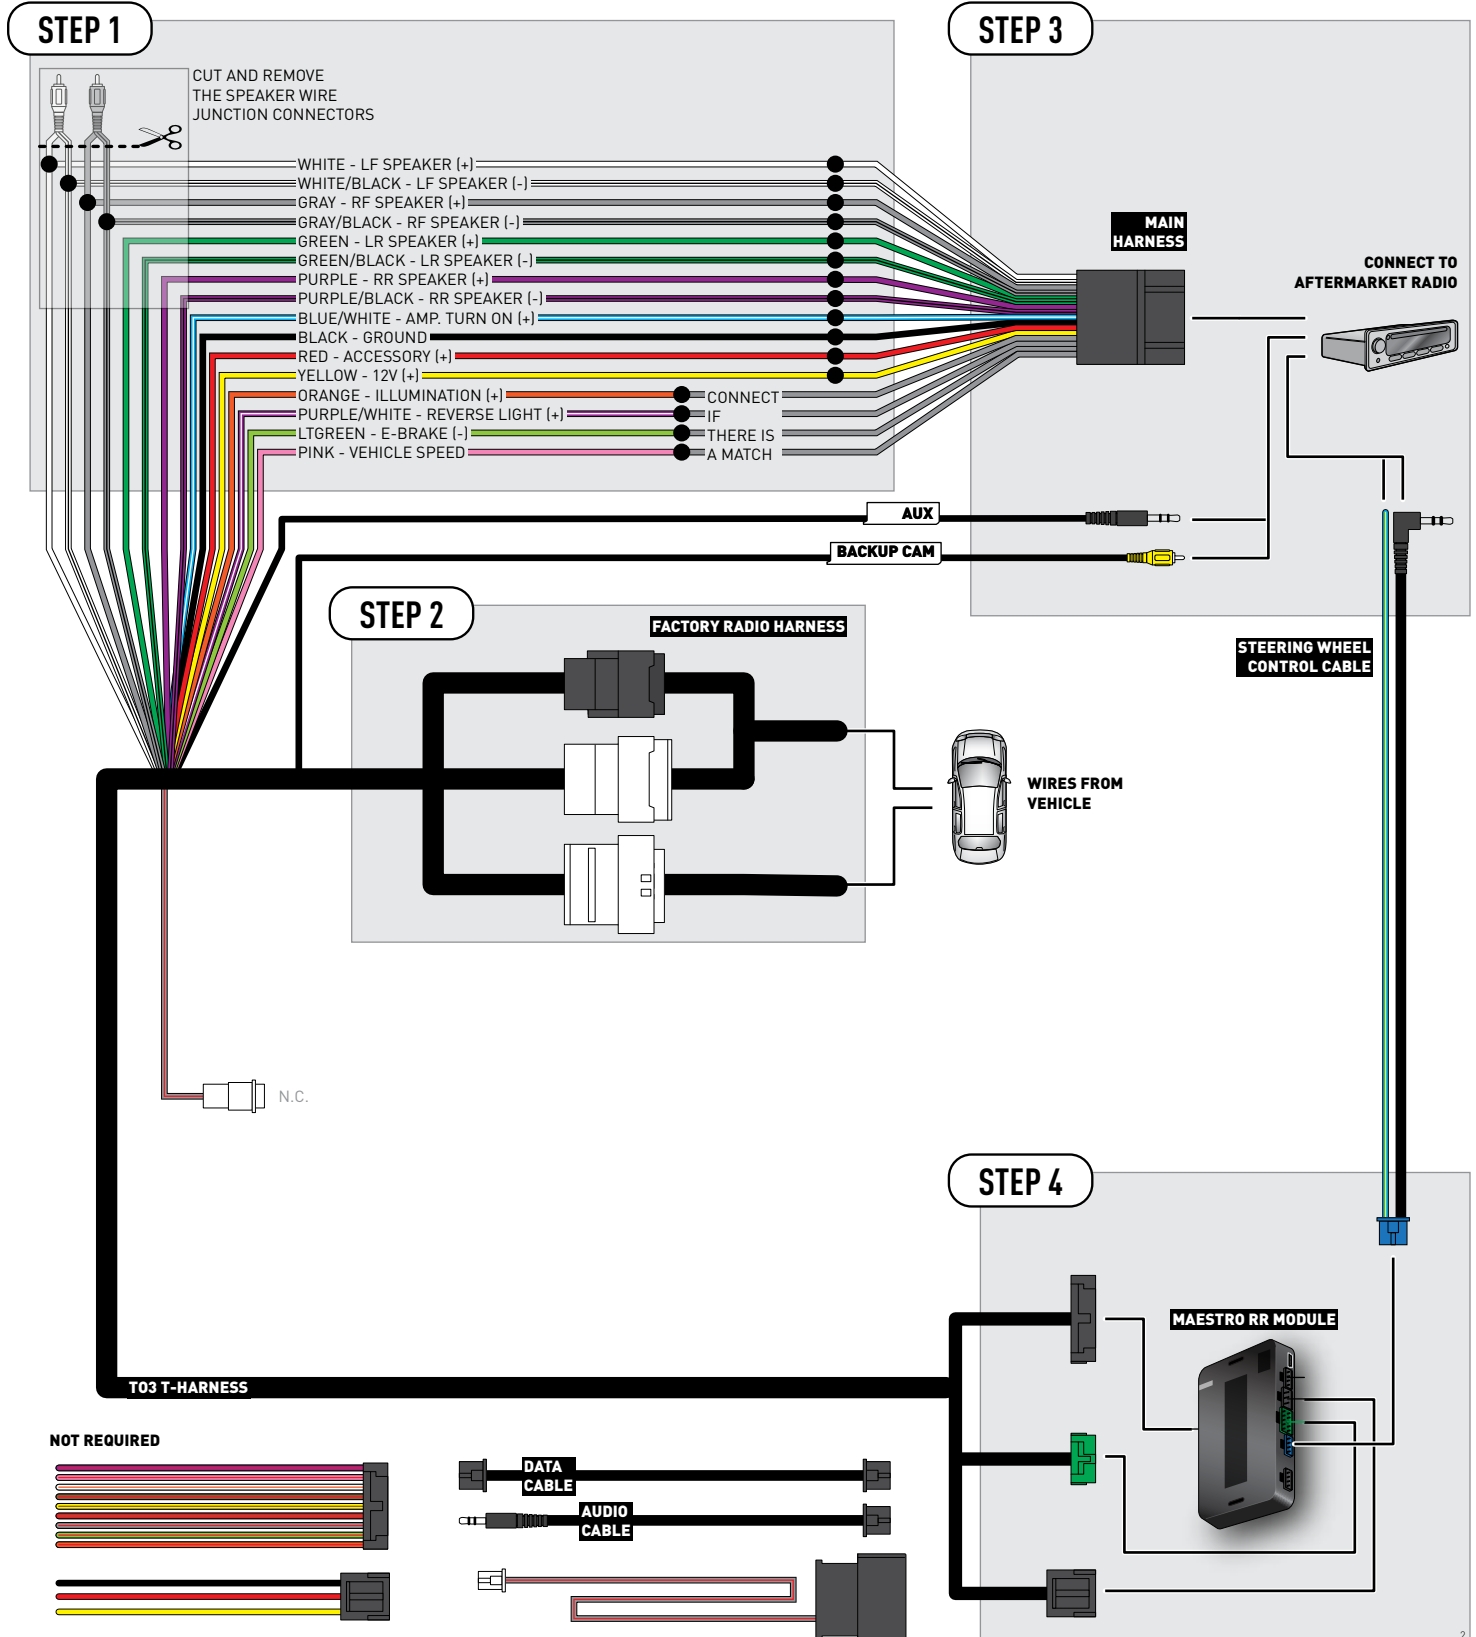 STEP 1
CUT AND REMOVE
THE SPEAKER WIRE
JUNCTION CONNECTORS
WHITE - LF SPEAKER (+)
WHITE/BLACK - LF SPEAKER (-)
GRAY - RF SPEAKER (+)
GRAY/BLACK - RF SPEAKER (-)
GREEN - LR SPEAKER (+)
GREEN/BLACK - LR SPEAKER (-)
PURPLE - RR SPEAKER (+)
PURPLE/BLACK - RR SPEAKER (-)
BLUE/WHITE - AMP. TURN ON (+)
BLACK - GROUND
RED - ACCESSORY (+)
YELLOW - 12V (+)
ORANGE - ILLUMINATION (+)
PURPLE/WHITE - REVERSE LIGHT (+)
LTGREEN - E-BRAKE (-)
PINK - VEHICLE SPEED
CONNECT
IF
THERE IS
A MATCH
STEP 3
MAIN
HARNESS
CONNECT TO
AFTERMARKET RADIO
AUX
BACKUP CAM
STEERING WHEEL
CONTROL CABLE
STEP 2
FACTORY RADIO HARNESS
WIRES FROM
VEHICLE
N.C.
STEP 4
MAESTRO RR MODULE
TO3 T-HARNESS
NOT REQUIRED
DATA
CABLE
AUDIO
CABLE
2